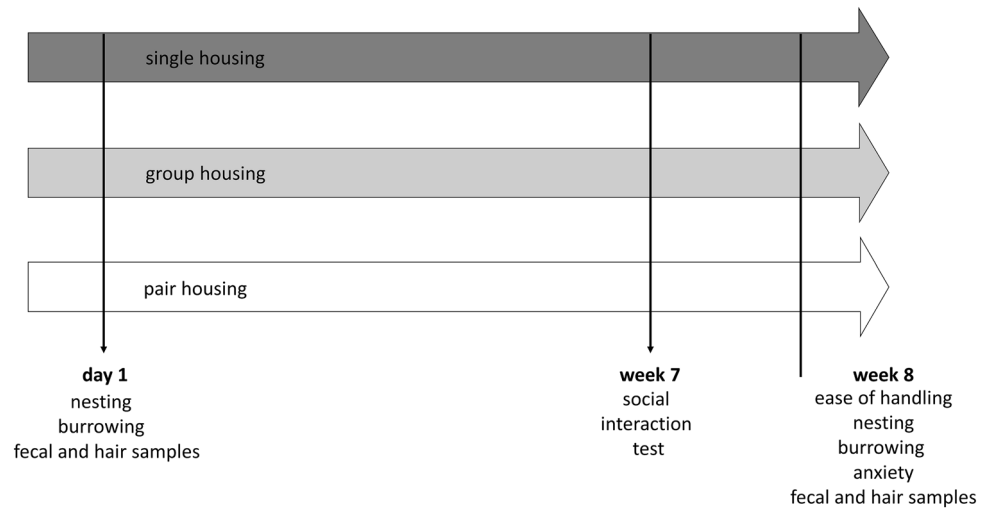 single housing
group housing
pair housing
day 1
nesting
burrowing
fecal and hair samples
week 7
social
interaction
test
week 8
ease of handling
nesting
burrowing
anxiety
fecal and hair samples